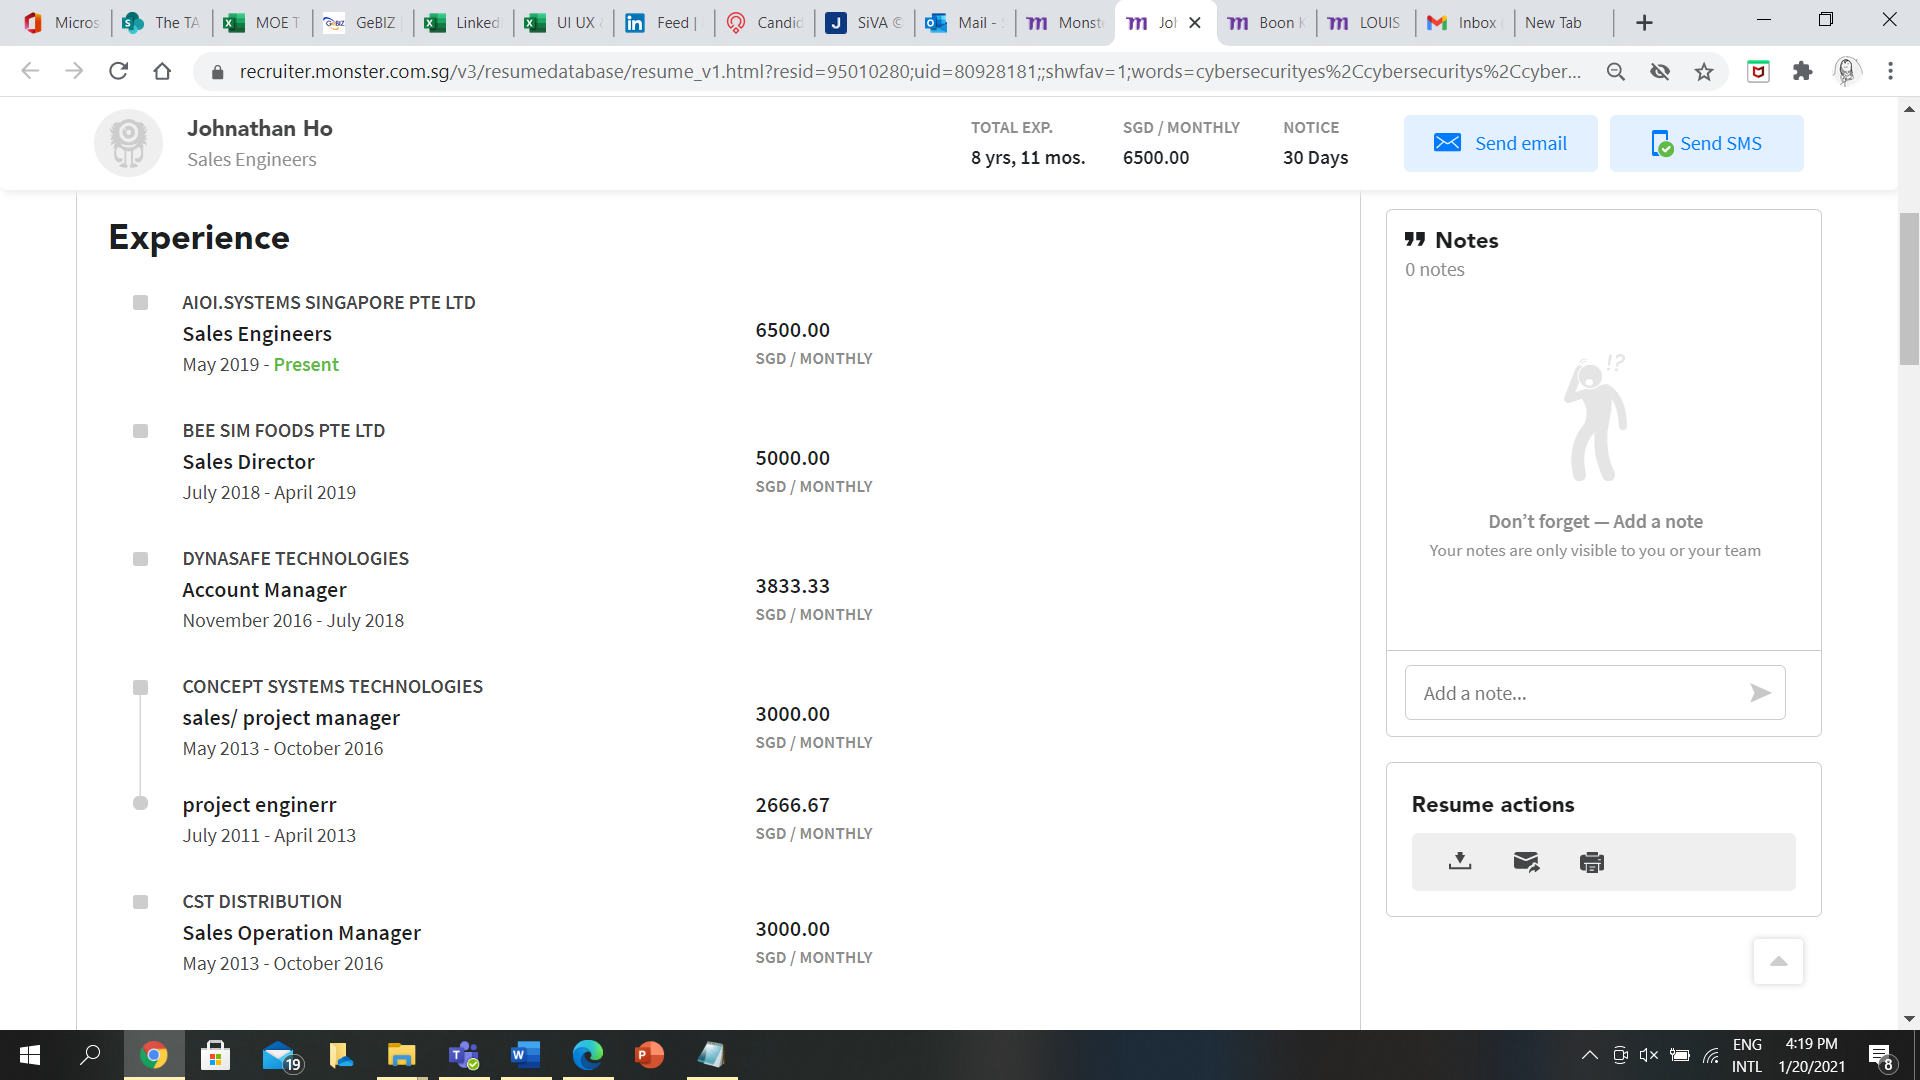 Micros
The TA
MOE T
GeBIZ
Linked
UI UX
Feed |
Candid
SiVA ©
Mail -
Monst
Joh
Boon K
LOUIS
Inbox
New Tab
recruiter.monster.com.sg/v3/resumedatabase/resume_v1.html?resid=95010280;uid=80928181;;shwfav=1;words=cybersecurityes%2Ccybersecuritys%2Ccyber...
Johnathan Ho
Sales Engineers
TOTAL EXP.
8 yrs, 11 mos.
SGD / MONTHLY
6500.00
NOTICE
30 Days
Send email
Send SMS
Experience
AIOI.SYSTEMS SINGAPORE PTE LTD
Sales Engineers
May 2019 - Present
6500.00
SGD / MONTHLY
BEE SIM FOODS PTE LTD
Sales Director
July 2018 - April 2019
5000.00
SGD / MONTHLY
DYNASAFE TECHNOLOGIES
Account Manager
November 2016 - July 2018
3833.33
SGD / MONTHLY
CONCEPT SYSTEMS TECHNOLOGIES
sales/ project manager
May 2013 - October 2016
3000.00
SGD / MONTHLY
project enginerr
July 2011 - April 2013
2666.67
SGD / MONTHLY
CST DISTRIBUTION
Sales Operation Manager
May 2013 - October 2016
3000.00
SGD / MONTHLY
Notes
0 notes
!?
Don't forget — Add a note
Your notes are only visible to you or your team
Add a note...
Resume actions
19
ENG
INTL
4:19 PM
1/20/2021
8